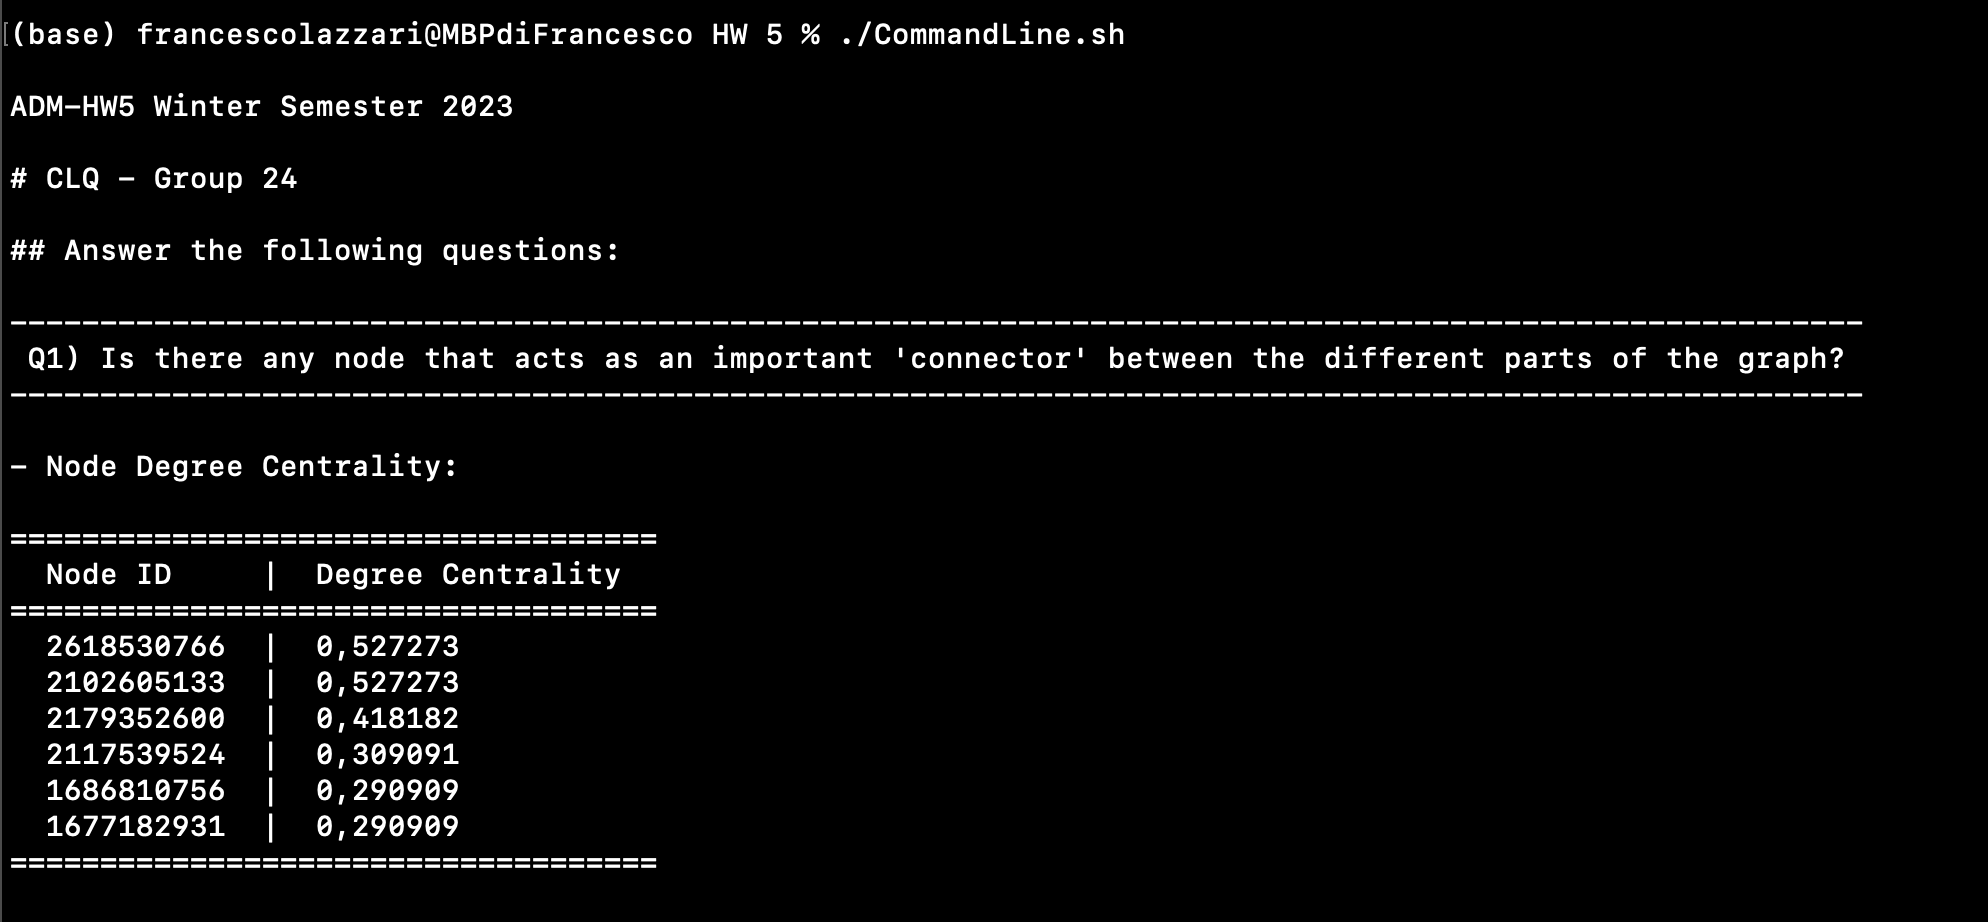 [(base) francescolazzari@MBPdiFrancesco HW 5 % ./CommandLine.sh
ADM-HW5 Winter Semester 2023
# CLQ - Group 24
## Answer the following questions:
-------------------------------------------------------------------------------------------------------
Q1) Is there any node that acts as an important 'connector' between the different parts of the graph?
-------------------------------------------------------------------------------------------------------
- Node Degree Centrality:
====================================
Node ID | Degree Centrality
====================================
2618530766 | 0,527273
2102605133 | 0,527273
2179352600 | 0,418182
2117539524 | 0,309091
1686810756 | 0,290909
1677182931 | 0,290909
====================================